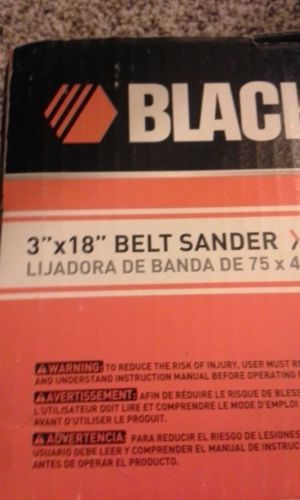 BLACK
3"x18" BELT SANDER
LIJADORA DE BANDA DE 75 x 4
WARNING: TO REDUCE THE RISK OF INJURY, USER MUST RE
AND UNDERSTAND INSTRUCTION MANUAL BEFORE OPERATING
AVERTISSEMENT: AFIN DE RÉDUIRE LE RISQUE DE BLESS
L'UTILISATEUR DOIT LIRE ET COMPRENDRE LE MODE D'EMPLOI
AVANT D'UTILISER LE PRODUIT.
ADVERTENCIA: PARA REDUCIR EL RIESGO DE LESIONES
USUARIO DEBE LEER Y COMPRENDER EL MANUAL DE INSTRUC
ANTES DE OPERAR EL PRODUCTO.